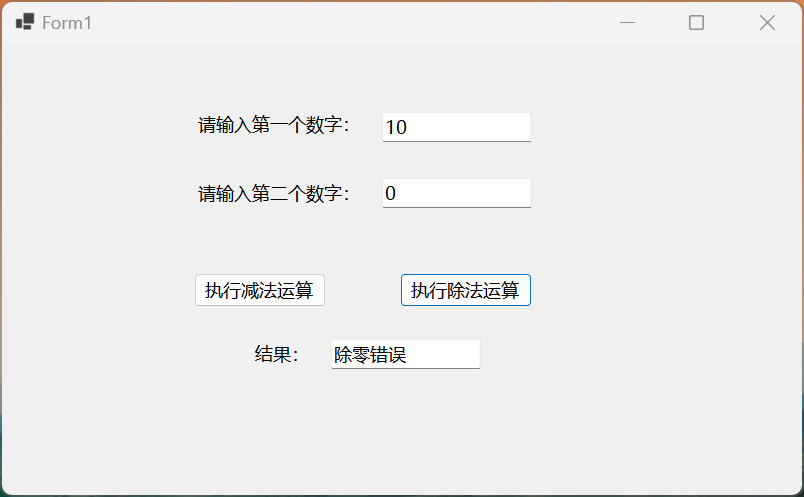 Form1
请输入第一个数字：
10
请输入第二个数字：
0
执行减法运算
执行除法运算
结果：
除零错误